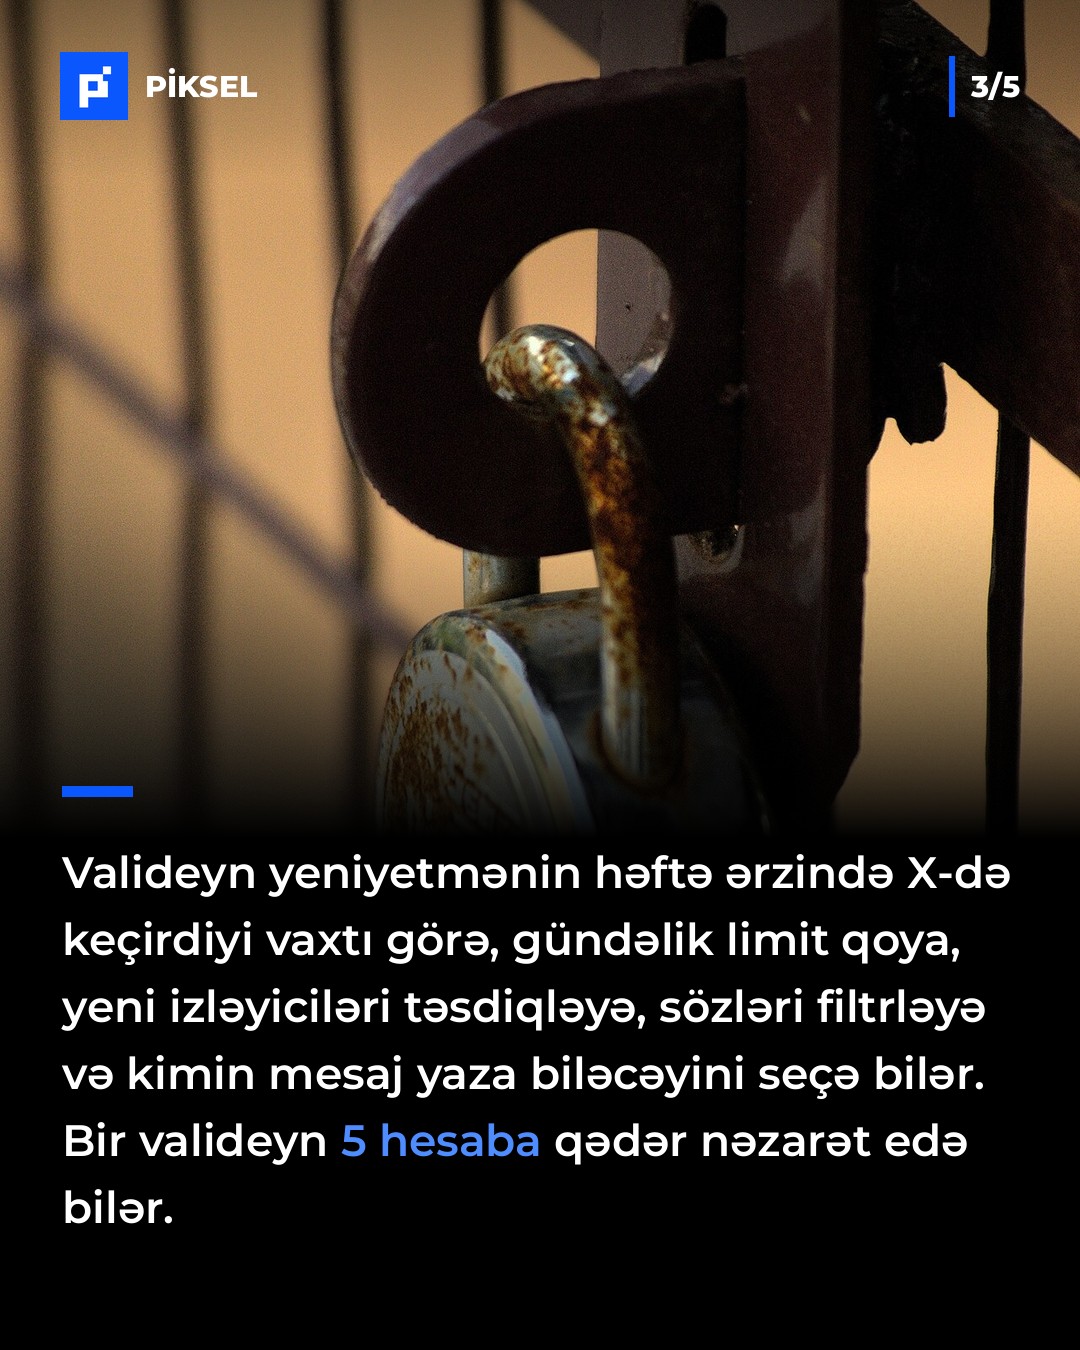 PİKSEL
3/5
Valideyn yeniyetmənin həftə ərzində X-də
keçirdiyi vaxtı görə, gündəlik limit qoya,
yeni izləyiciləri təsdiqləyə, sözləri filtrləyə
və kimin mesaj yaza biləcəyini seçə bilər.
Bir valideyn 5 hesaba qədər nəzarət edə
bilər.